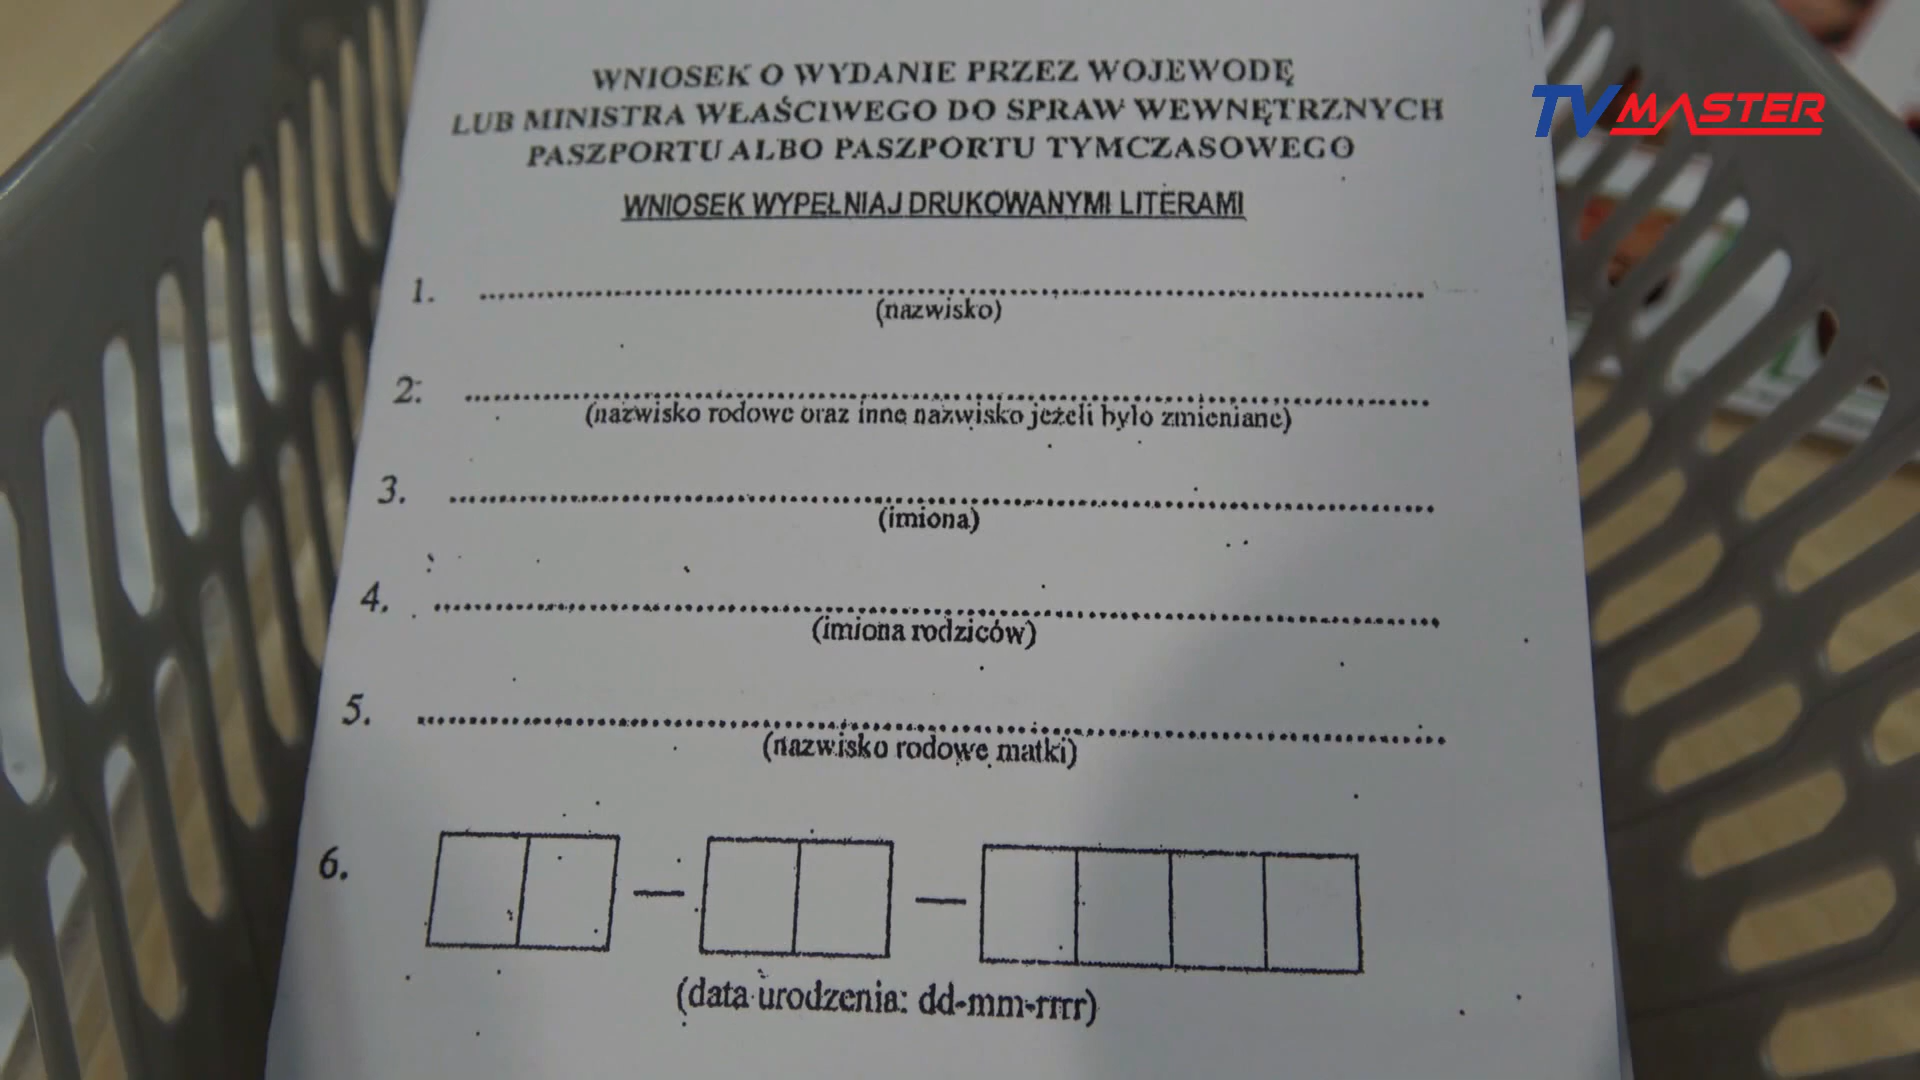 WNIOSEK O WYDANIE PRZEZ WOJEWODĘ
LUB MINISTRA WŁAŚCIWEGO DO SPRAW WEWNĘTRZNYCH
PASZPORTU ALBO PASZPORTU TYMCZASOWEGO
WNIOSEK WYPEŁNIAJ DRUKOWANYMI LITERAMI
TV MASTER
1.
(nazwisko)
2.
(nazwisko rodowe oraz inne nazwisko jeżeli było zmieniane)
3.
(imiona)
4.
(imiona rodziców)
5.
(nazwisko rodowe matki)
6. — —
(data urodzenia: dd-mm-rrrr)